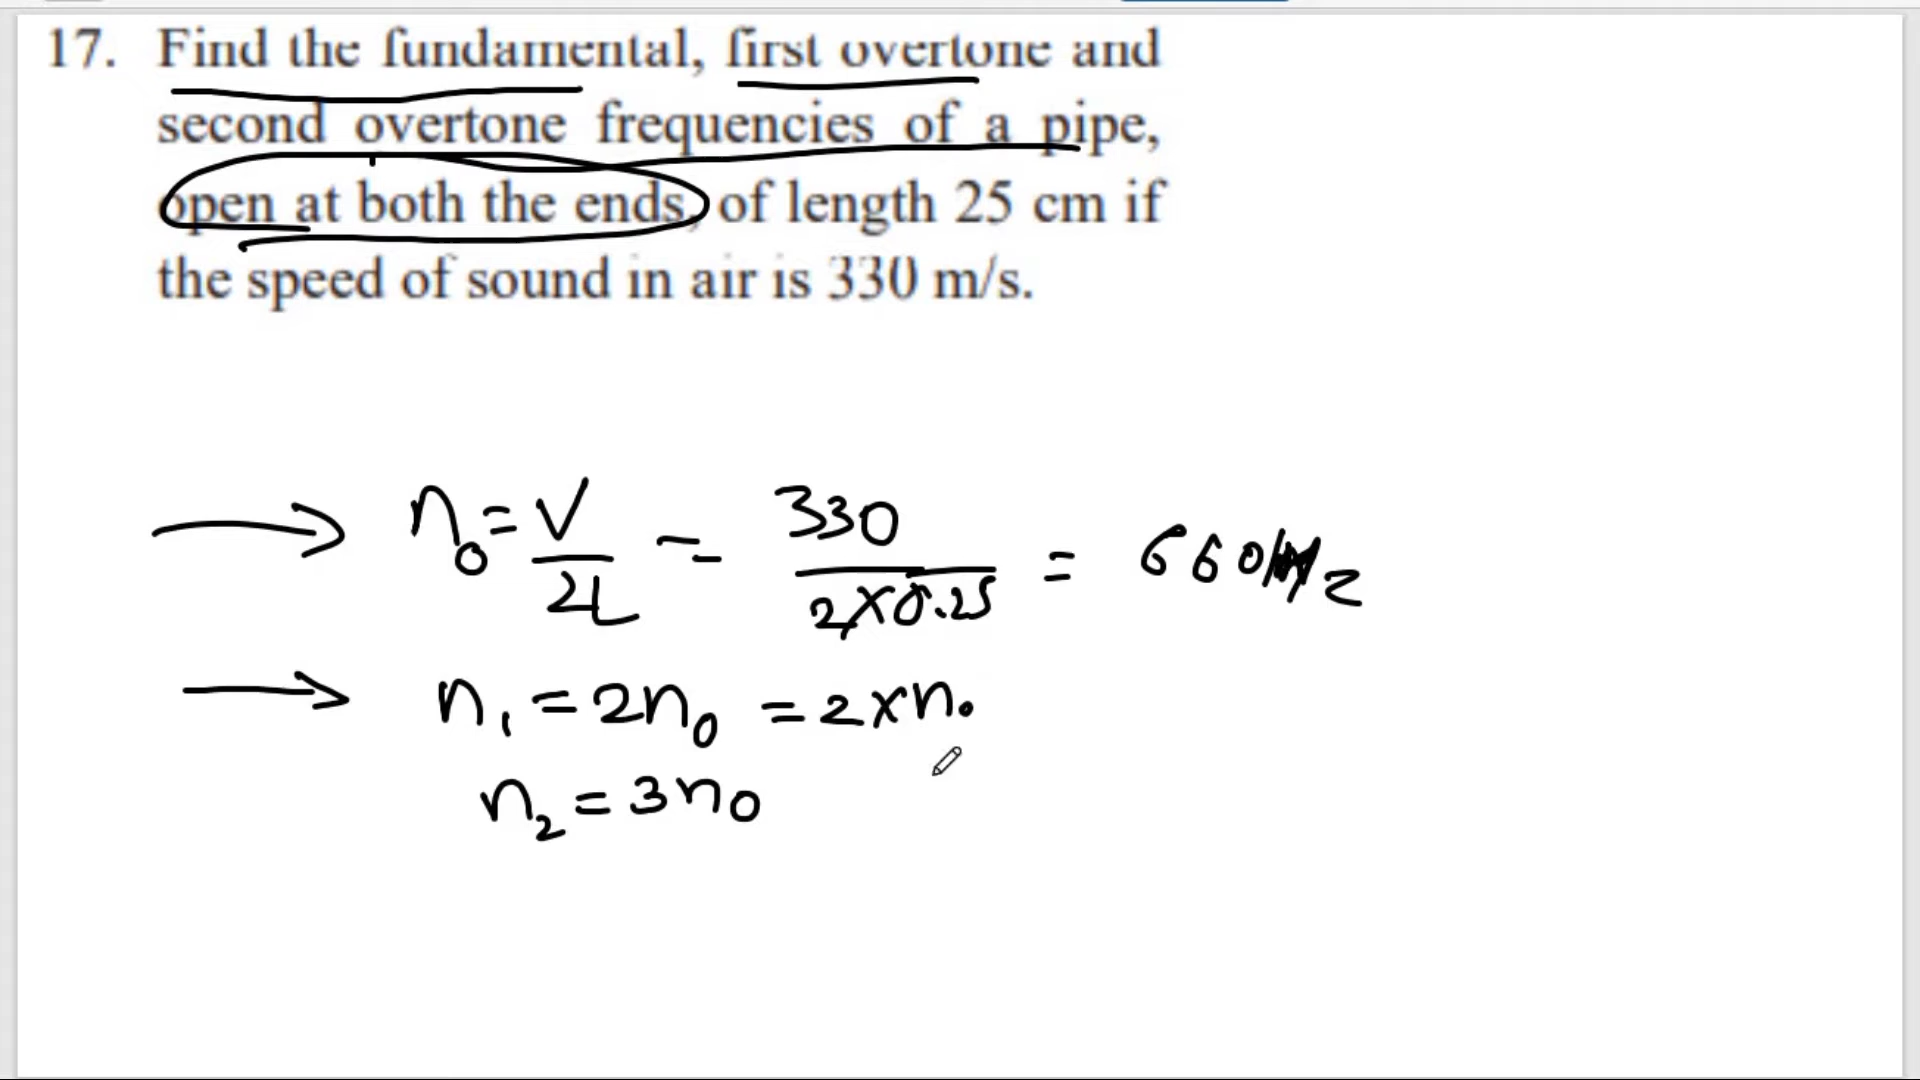 17. Find the fundamental, first overtone and
second overtone frequencies of a pipe,
open at both the ends, of length 25 cm if
the speed of sound in air is 330 m/s.
n₀ = V/2L = 330/2×0.25 = 660 Hz
n₁ = 2n₀ = 2×n₀
n₂ = 3n₀